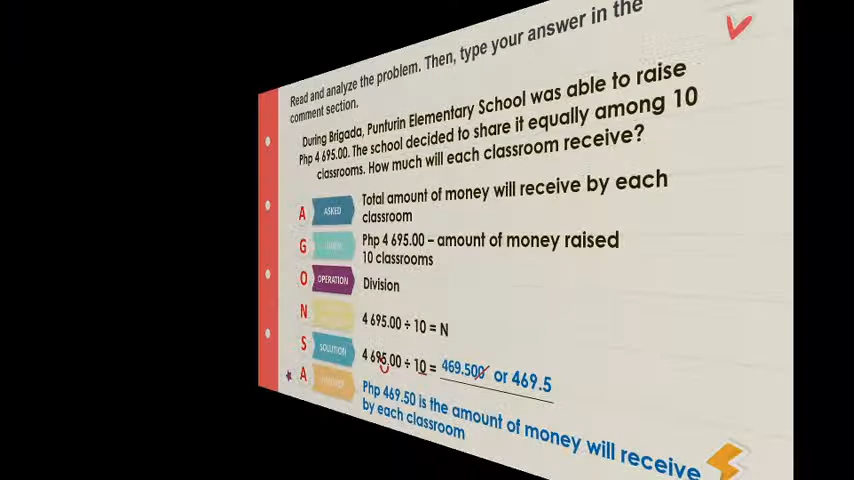 Read and analyze the problem. Then, type your answer in the
comment section.
During Brigada, Punturin Elementary School was able to raise
Php 4 695.00. The school decided to share it equally among 10
classrooms. How much will each classroom receive?
A ASKED Total amount of money will receive by each
classroom
G Php 4 695.00 – amount of money raised
10 classrooms
O OPERATION Division
N 4 695.00 ÷ 10 = N
S SOLUTION 4 695.00 ÷ 10 = 469.500 or 469.5
A Php 469.50 is the amount of money will receive
by each classroom